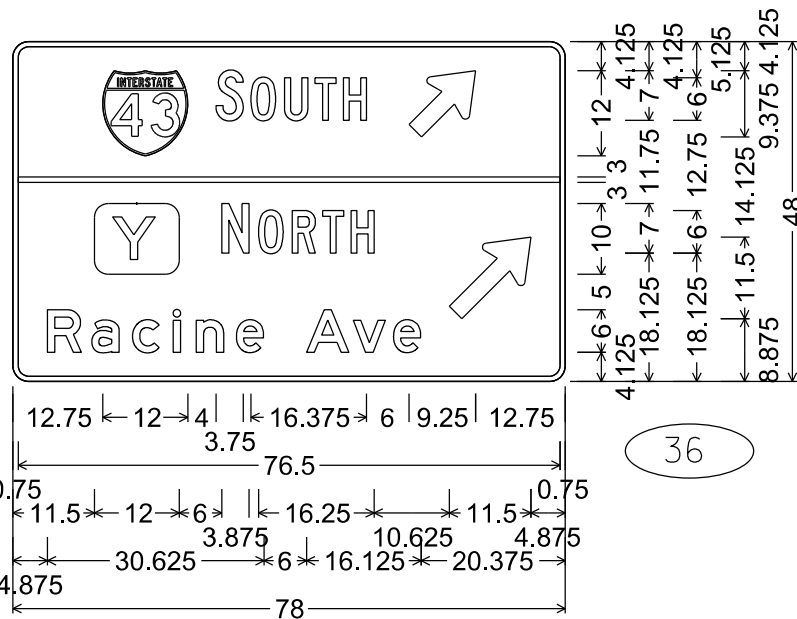 INTERSTATE
43 SOUTH
Y NORTH
Racine Ave
4.125 7 11.75 7 18.125
4.125 6 12.75 6 18.125
5.125 9.375 14.125 11.5 8.875
4.125 12 3 3 10 5 6 4.125
48
12.75 12 4 3.75 16.375 6 9.25 12.75
0.75 76.5 0.75
11.5 12 6 3.875 16.25 10.625 11.5 4.875
4.875 30.625 6 16.125 20.375
78
36